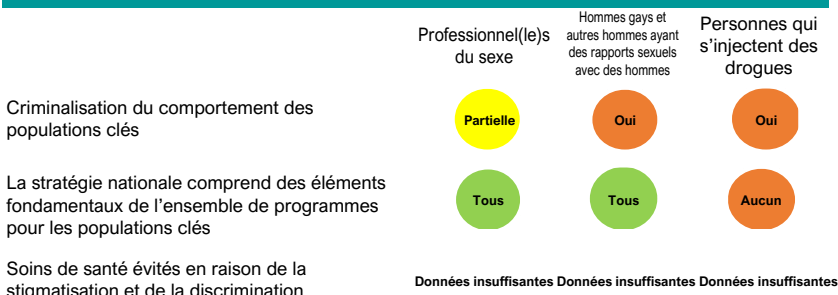 Professionnel(le)s
du sexe
Hommes gays et
autres hommes ayant
des rapports sexuels
avec des hommes
Personnes qui
s'injectent des
drogues
Criminalisation du comportement des
populations clés
Partielle
Oui
Oui
La stratégie nationale comprend des éléments
fondamentaux de l'ensemble de programmes
pour les populations clés
Tous
Tous
Aucun
Soins de santé évités en raison de la
stigmatisation et de la discrimination
Données insuffisantes Données insuffisantes Données insuffisantes